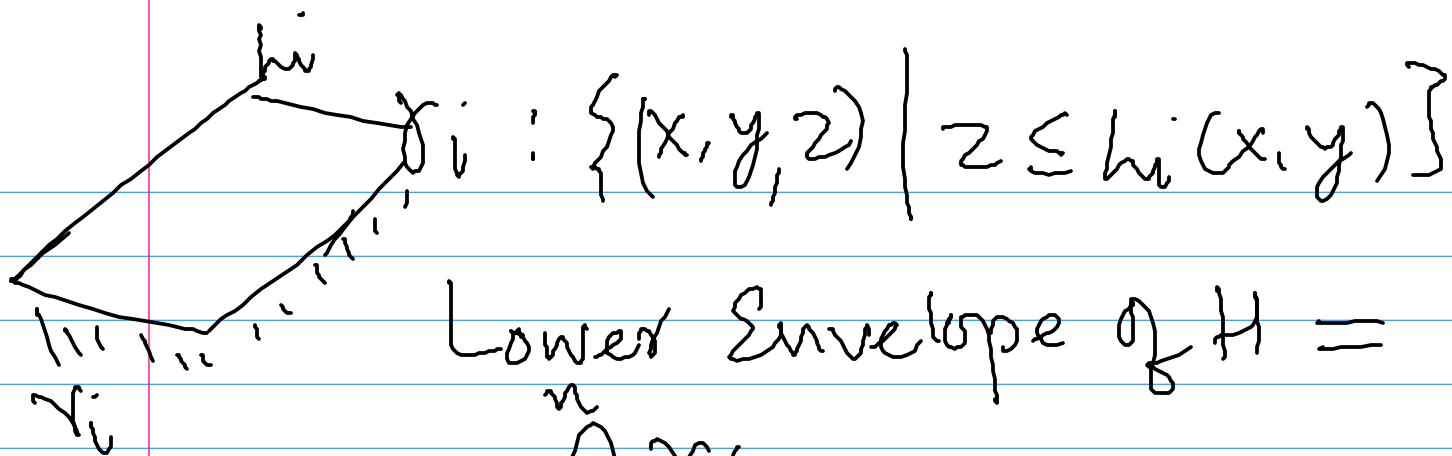 hi
γi : {(x, y, z) | z ≤ hi(x, y)]
Lower Envelope of H =
γi
n